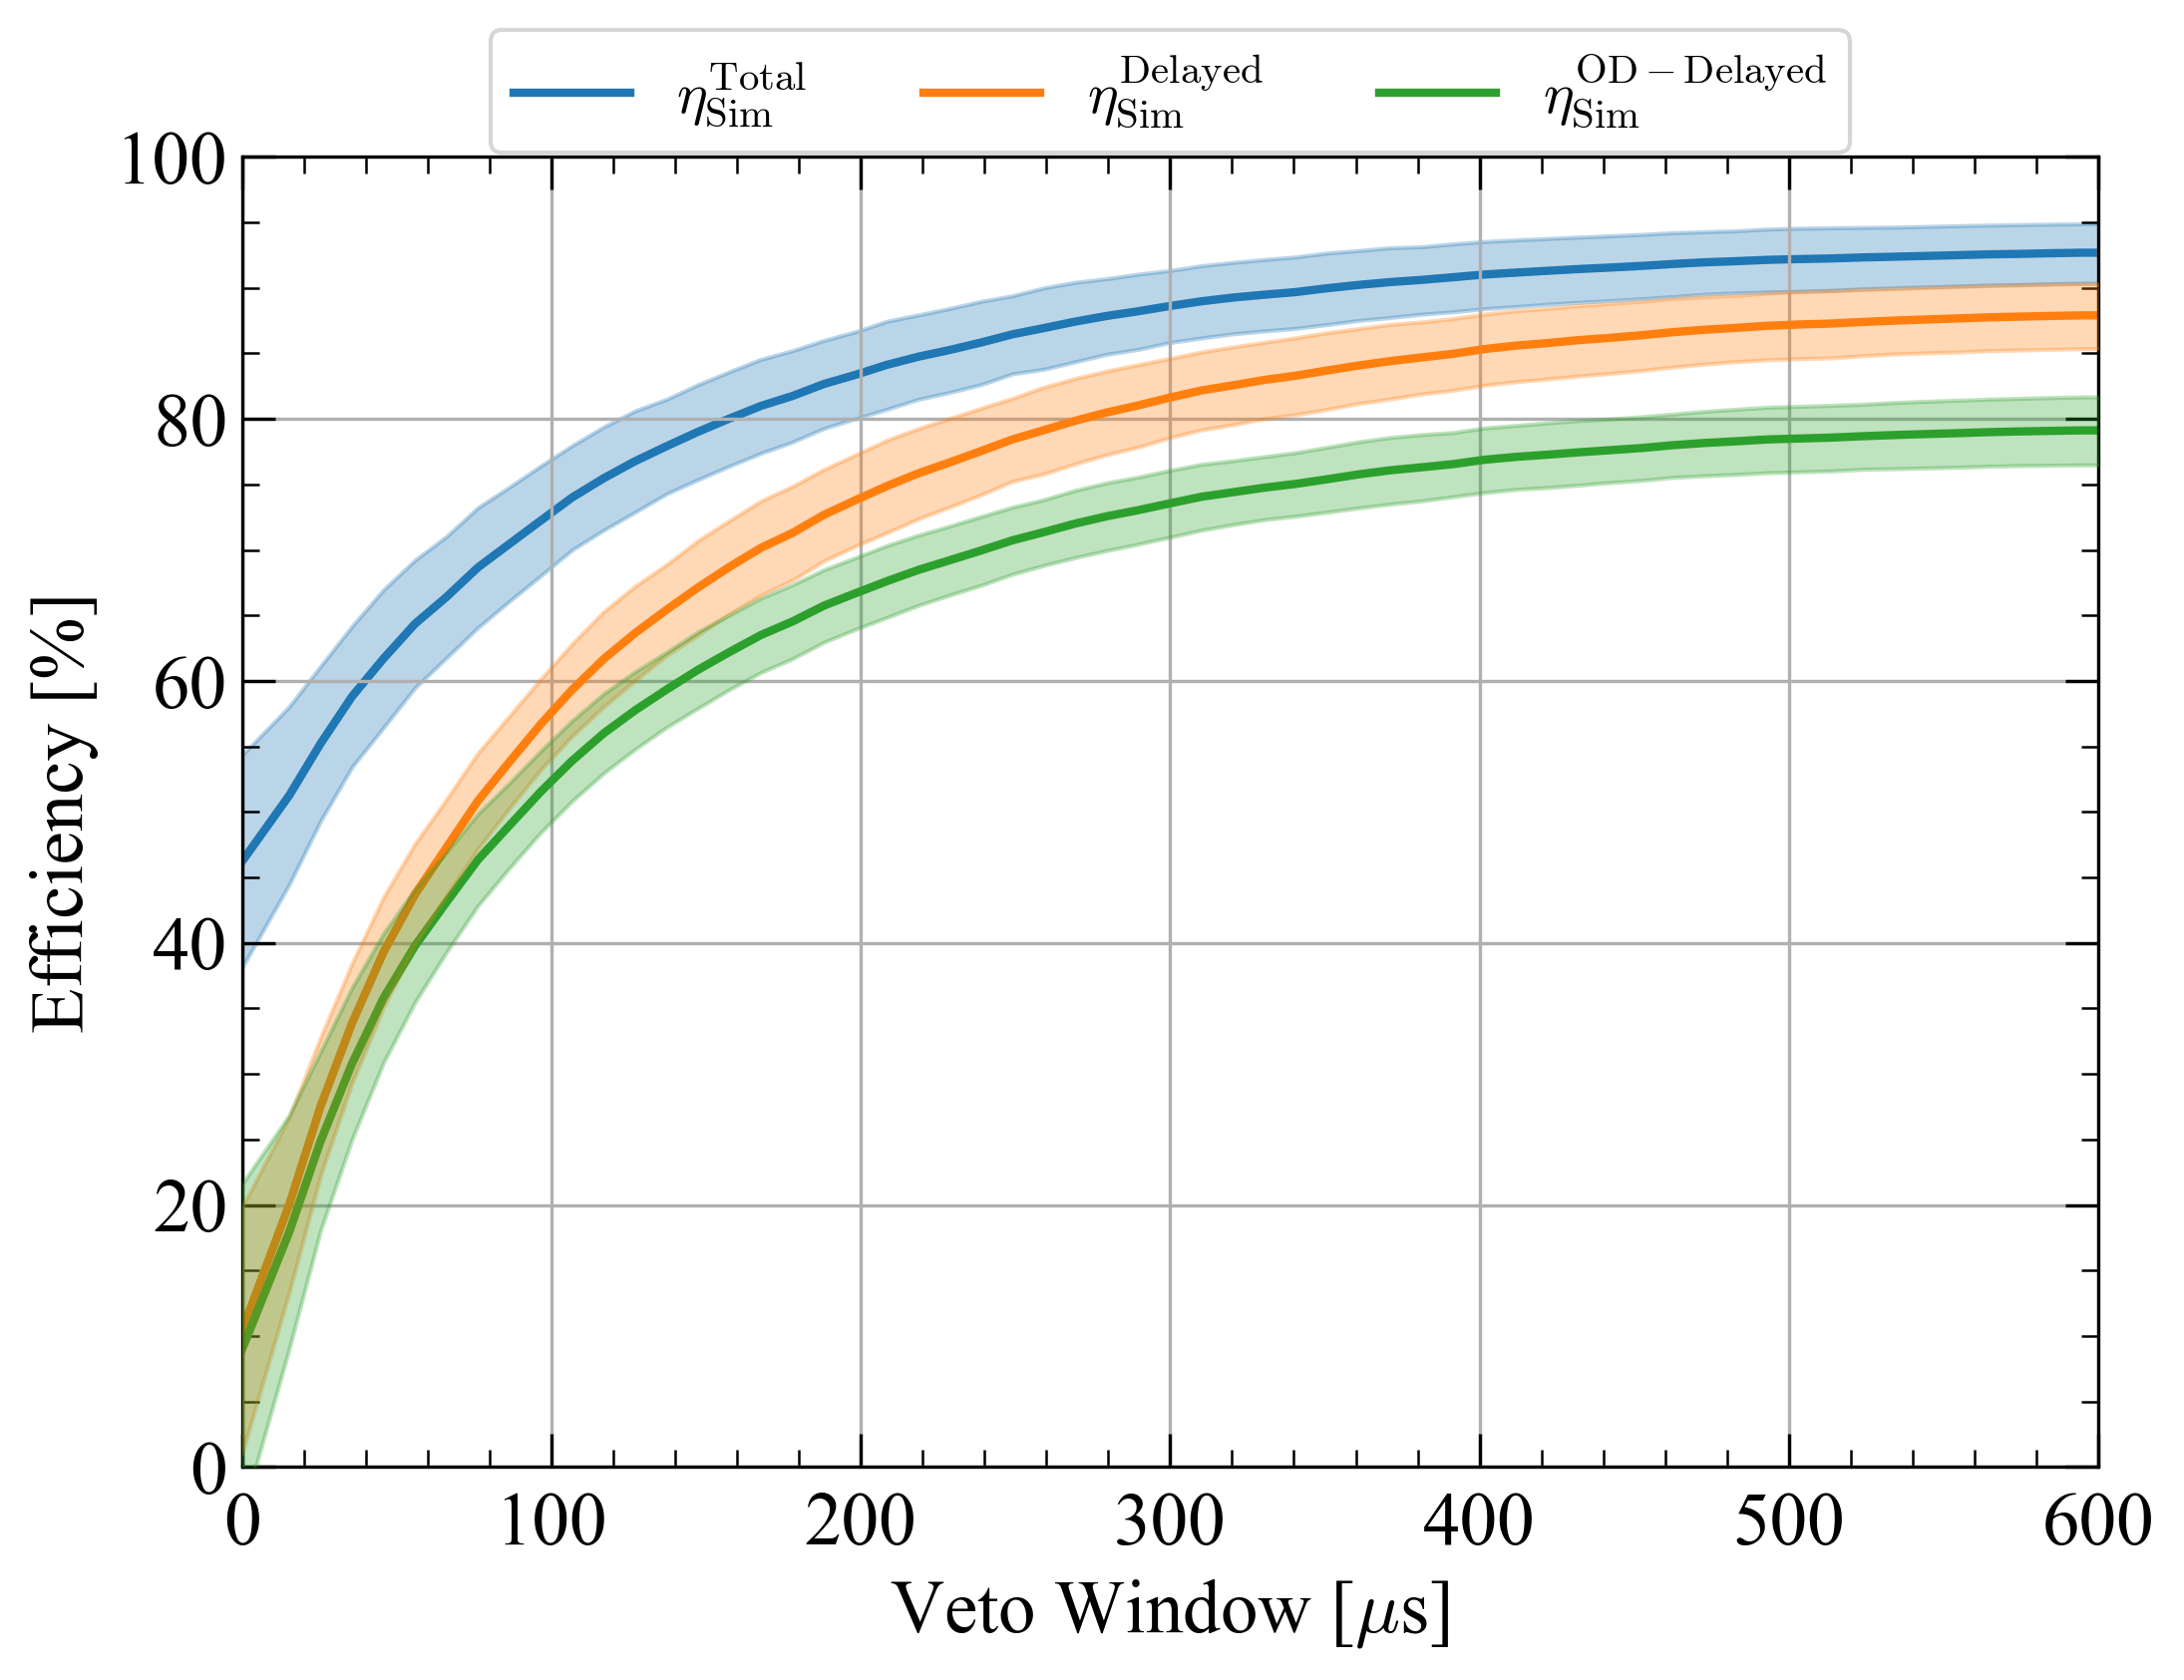 η_Sim^Total η_Sim^Delayed η_Sim^OD−Delayed
100
80
60
40
20
0
Efficiency [%]
0 100 200 300 400 500 600
Veto Window [μs]